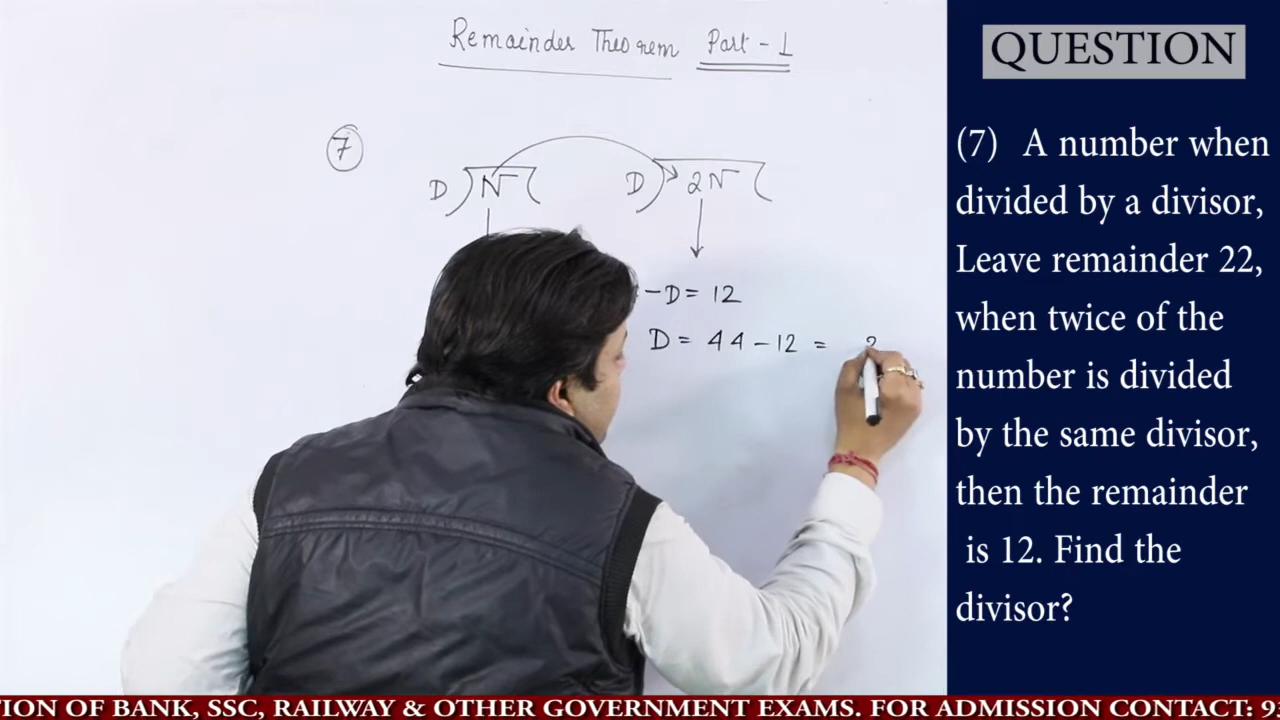 Remainder Theorem Part - 1
QUESTION
7
D) N (
D) 2N (
- D = 12
D = 44 - 12 =
(7) A number when
divided by a divisor,
Leave remainder 22,
when twice of the
number is divided
by the same divisor,
then the remainder
is 12. Find the
divisor?
TION OF BANK, SSC, RAILWAY & OTHER GOVERNMENT EXAMS. FOR ADMISSION CONTACT: 9